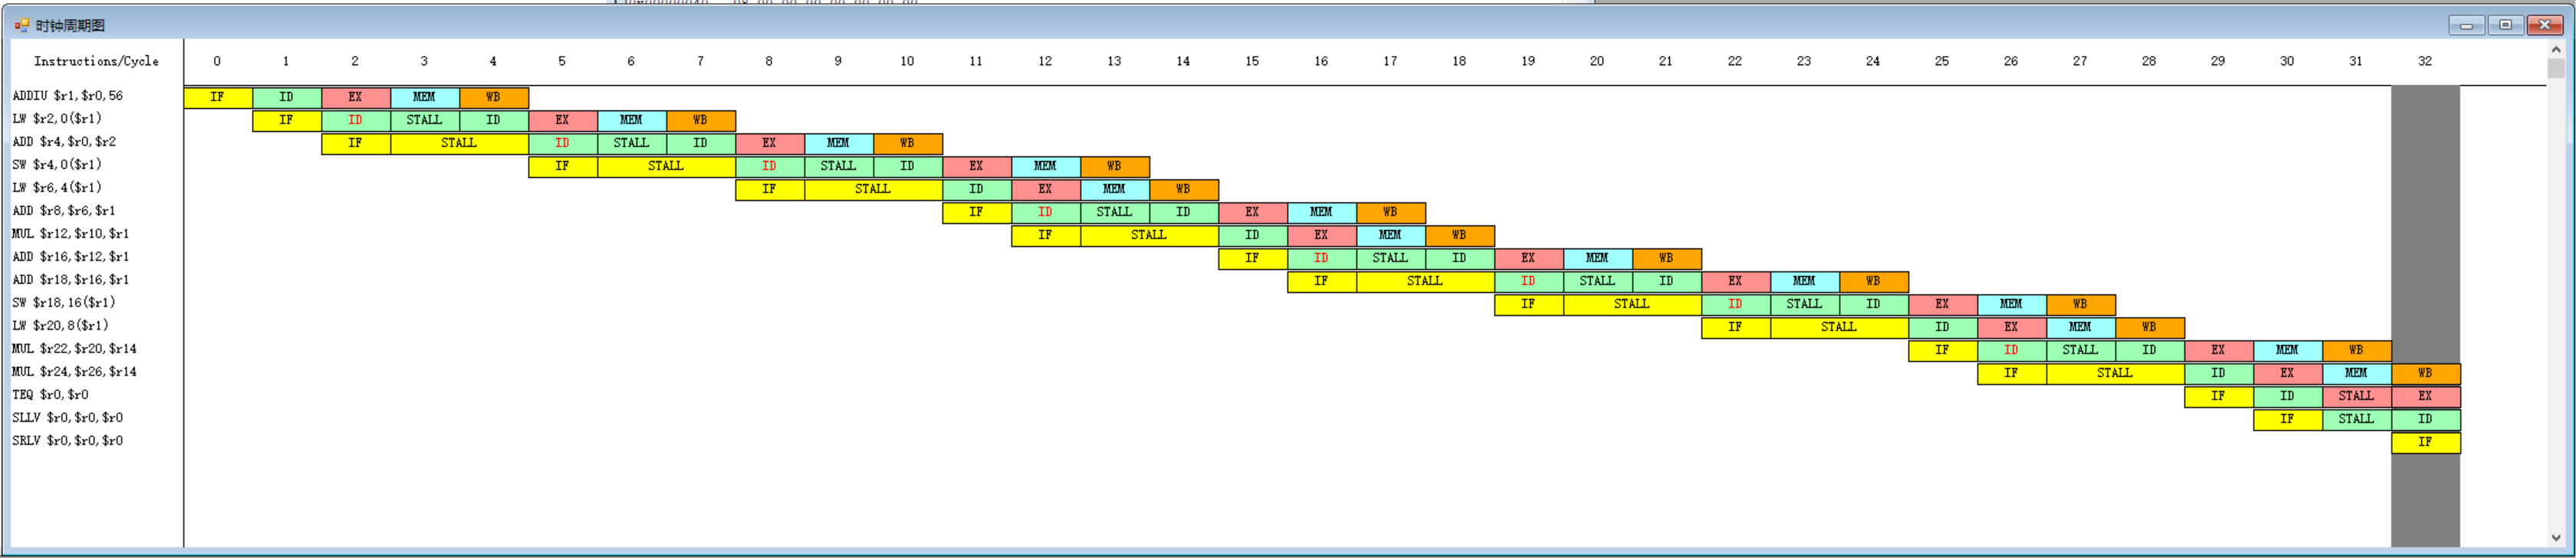 时钟周期图
Instructions/Cycle 0 1 2 3 4 5 6 7 8 9 10 11 12 13 14 15 16 17 18 19 20 21 22 23 24 25 26 27 28 29 30 31 32
ADDIU $r1,$r0,56 IF ID EX MEM WB
LW $r2,0($r1) IF ID STALL ID EX MEM WB
ADD $r4,$r0,$r2 IF STALL ID STALL ID EX MEM WB
SW $r4,0($r1) IF STALL ID STALL ID EX MEM WB
LW $r6,4($r1) IF STALL ID EX MEM WB
ADD $r8,$r6,$r1 IF ID STALL ID EX MEM WB
MUL $r12,$r10,$r1 IF STALL ID EX MEM WB
ADD $r16,$r12,$r1 IF ID STALL ID EX MEM WB
ADD $r18,$r16,$r1 IF STALL ID STALL ID EX MEM WB
SW $r18,16($r1) IF STALL ID STALL ID EX MEM WB
LW $r20,8($r1) IF STALL ID EX MEM WB
MUL $r22,$r20,$r14 IF ID STALL ID EX MEM WB
MUL $r24,$r26,$r14 IF STALL ID EX MEM WB
TEQ $r0,$r0 IF ID STALL EX
SLLV $r0,$r0,$r0 IF STALL ID
SRLV $r0,$r0,$r0 IF